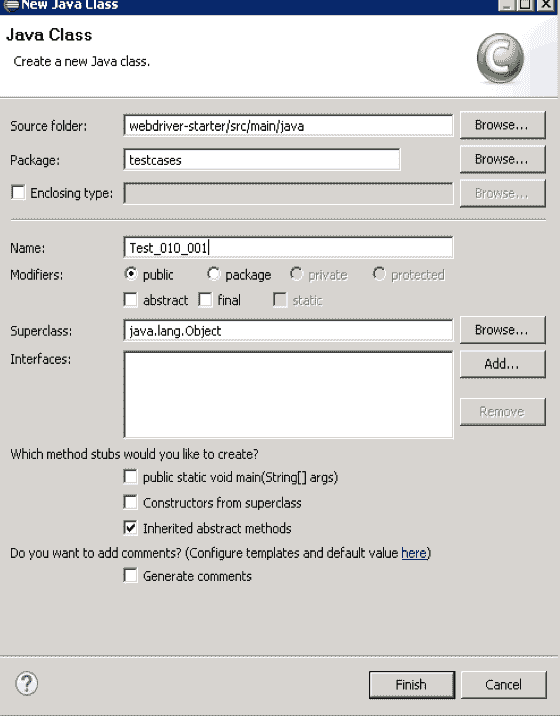 New Java Class
Java Class
Create a new Java class.
C
Source folder: webdriver-starter/src/main/java Browse...
Package: testcases Browse...
Enclosing type: Browse...
Name: Test_010_001
Modifiers: public package private protected
abstract final static
Superclass: java.lang.Object Browse...
Interfaces: Add...
Remove
Which method stubs would you like to create?
public static void main(String[] args)
Constructors from superclass
Inherited abstract methods
Do you want to add comments? (Configure templates and default value here)
Generate comments
? Finish Cancel